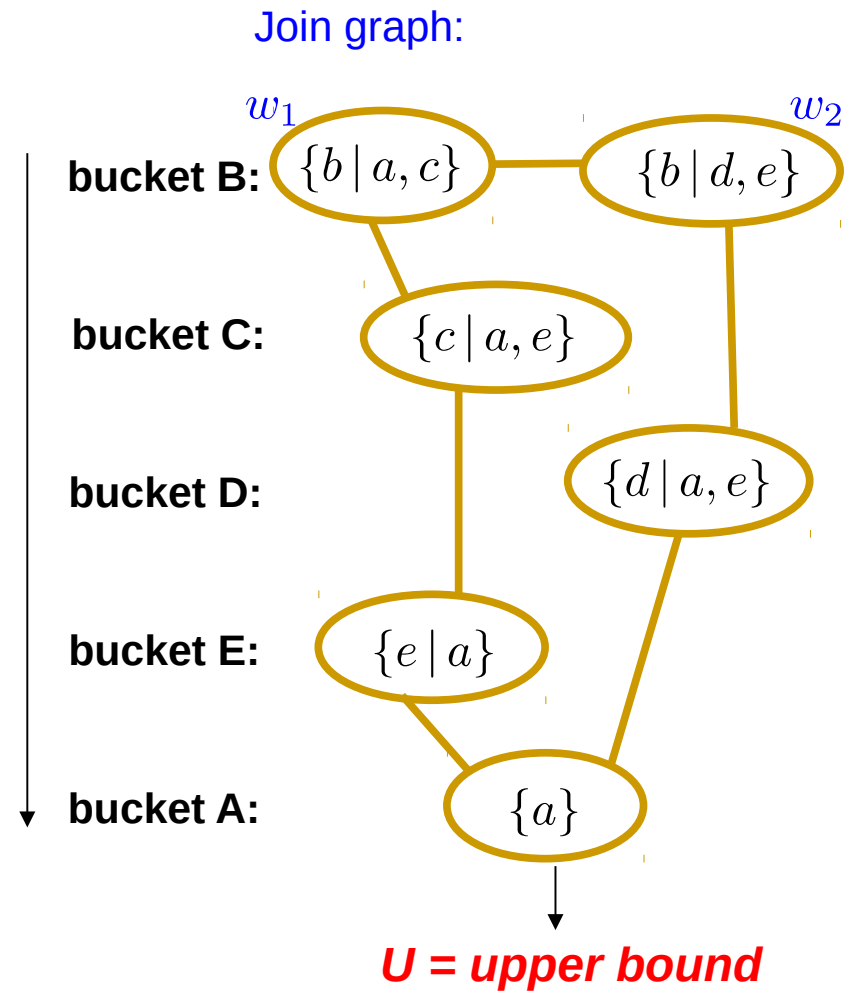 Join graph:
w₁ w₂
bucket B: {b | a, c} {b | d, e}
bucket C: {c | a, e}
bucket D: {d | a, e}
bucket E: {e | a}
bucket A: {a}
U = upper bound